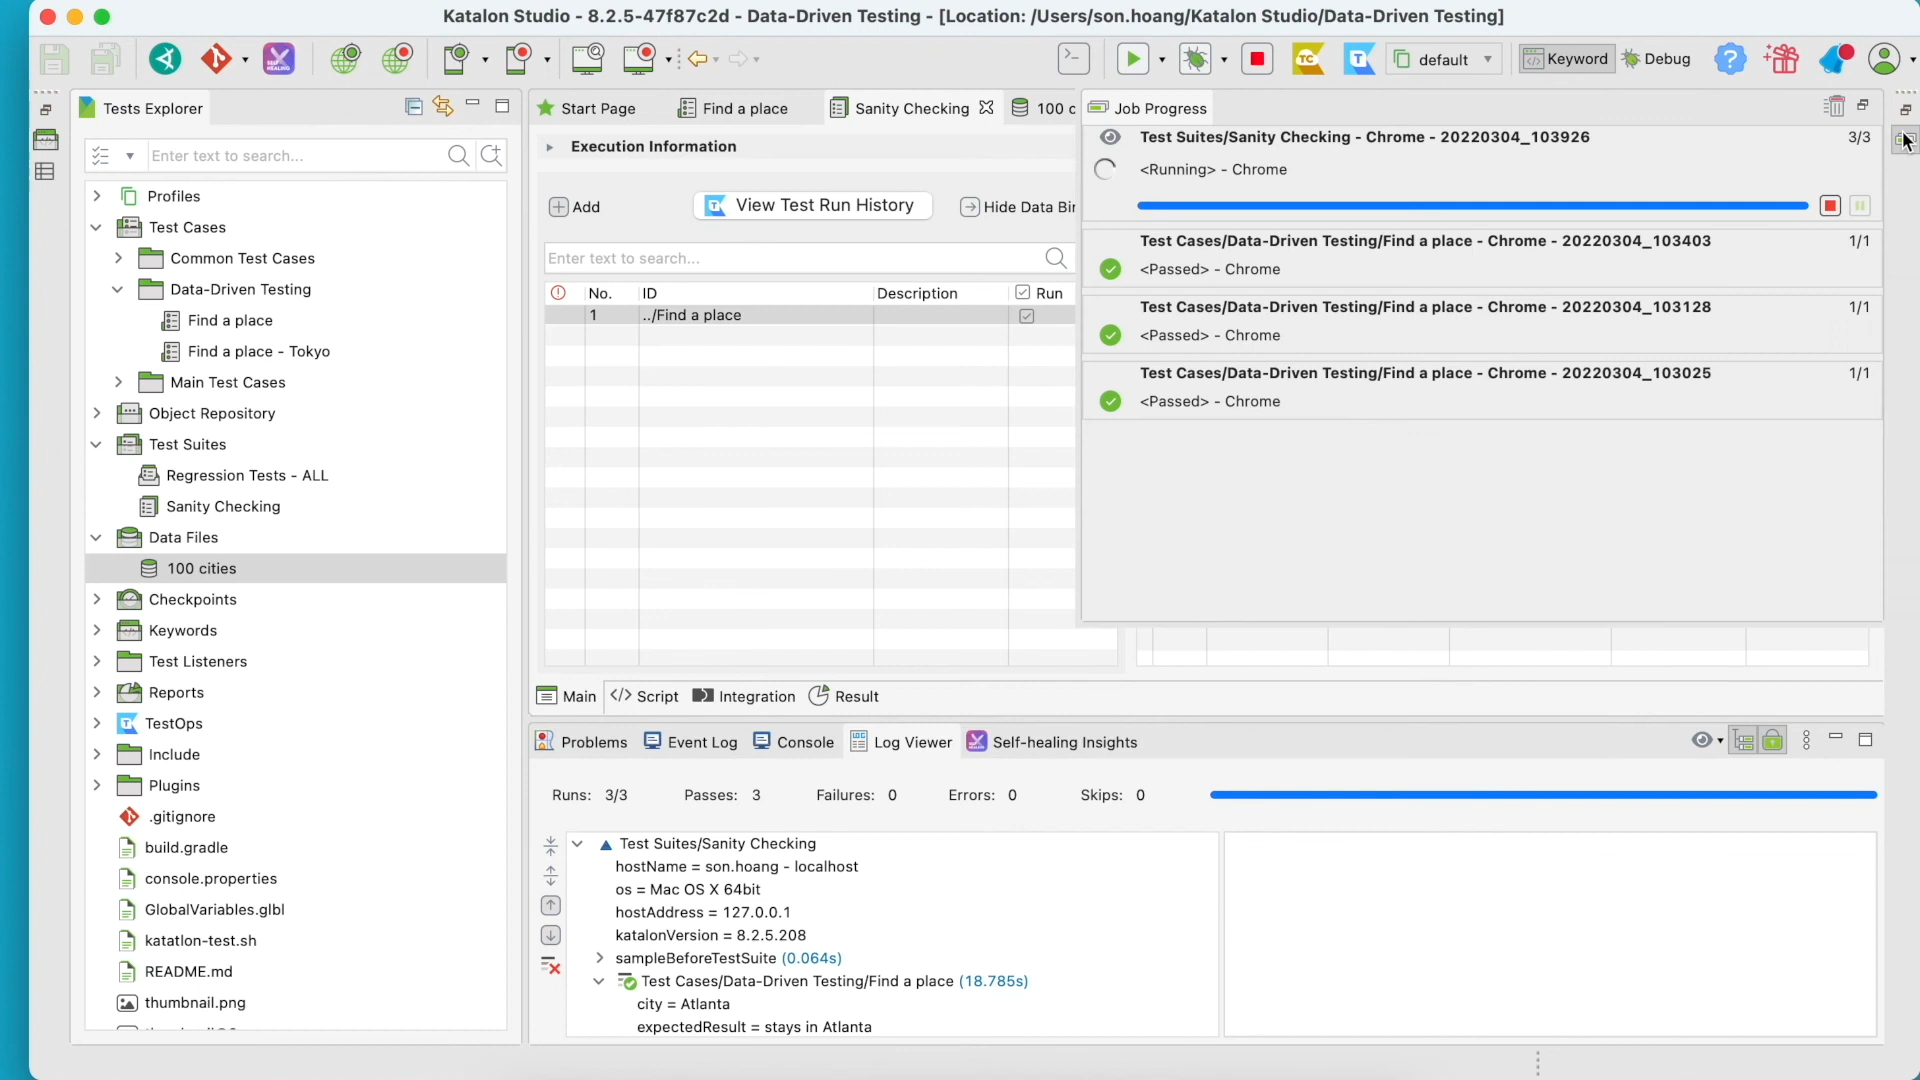 Katalon Studio - 8.2.5-47f87c2d - Data-Driven Testing - [Location: /Users/son.hoang/Katalon Studio/Data-Driven Testing]
default
Keyword
Debug
Tests Explorer
Enter text to search...
Profiles
Test Cases
Common Test Cases
Data-Driven Testing
Find a place
Find a place - Tokyo
Main Test Cases
Object Repository
Test Suites
Regression Tests - ALL
Sanity Checking
Data Files
100 cities
Checkpoints
Keywords
Test Listeners
Reports
TestOps
Include
Plugins
.gitignore
build.gradle
console.properties
GlobalVariables.glbl
katatlon-test.sh
README.md
thumbnail.png
Start Page
Find a place
Sanity Checking
100 c
Execution Information
Add
View Test Run History
Hide Data Bin
Enter text to search...
No. ID Description Run
1 ../Find a place
Job Progress
Test Suites/Sanity Checking - Chrome - 20220304_103926 3/3
<Running> - Chrome
Test Cases/Data-Driven Testing/Find a place - Chrome - 20220304_103403 1/1
<Passed> - Chrome
Test Cases/Data-Driven Testing/Find a place - Chrome - 20220304_103128 1/1
<Passed> - Chrome
Test Cases/Data-Driven Testing/Find a place - Chrome - 20220304_103025 1/1
<Passed> - Chrome
Main
Script
Integration
Result
Problems
Event Log
Console
Log Viewer
Self-healing Insights
Runs: 3/3 Passes: 3 Failures: 0 Errors: 0 Skips: 0
Test Suites/Sanity Checking
hostName = son.hoang - localhost
os = Mac OS X 64bit
hostAddress = 127.0.0.1
katalonVersion = 8.2.5.208
sampleBeforeTestSuite (0.064s)
Test Cases/Data-Driven Testing/Find a place (18.785s)
city = Atlanta
expectedResult = stays in Atlanta